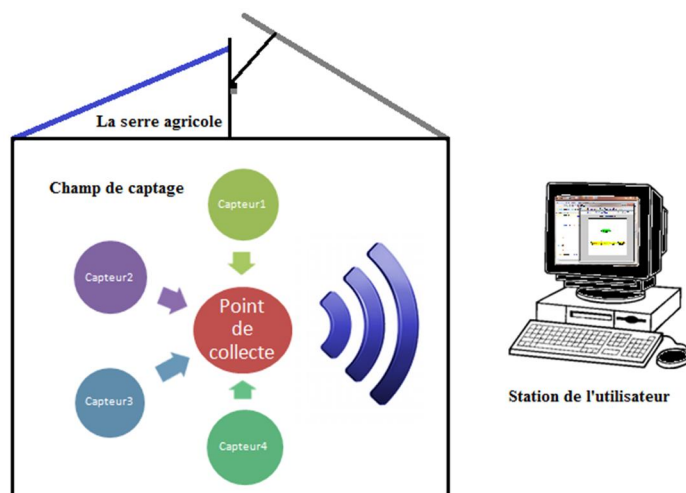 La serre agricole
Champ de captage
Capteur1
Capteur2
Point
de
collecte
Capteur3
Capteur4
Station de l'utilisateur